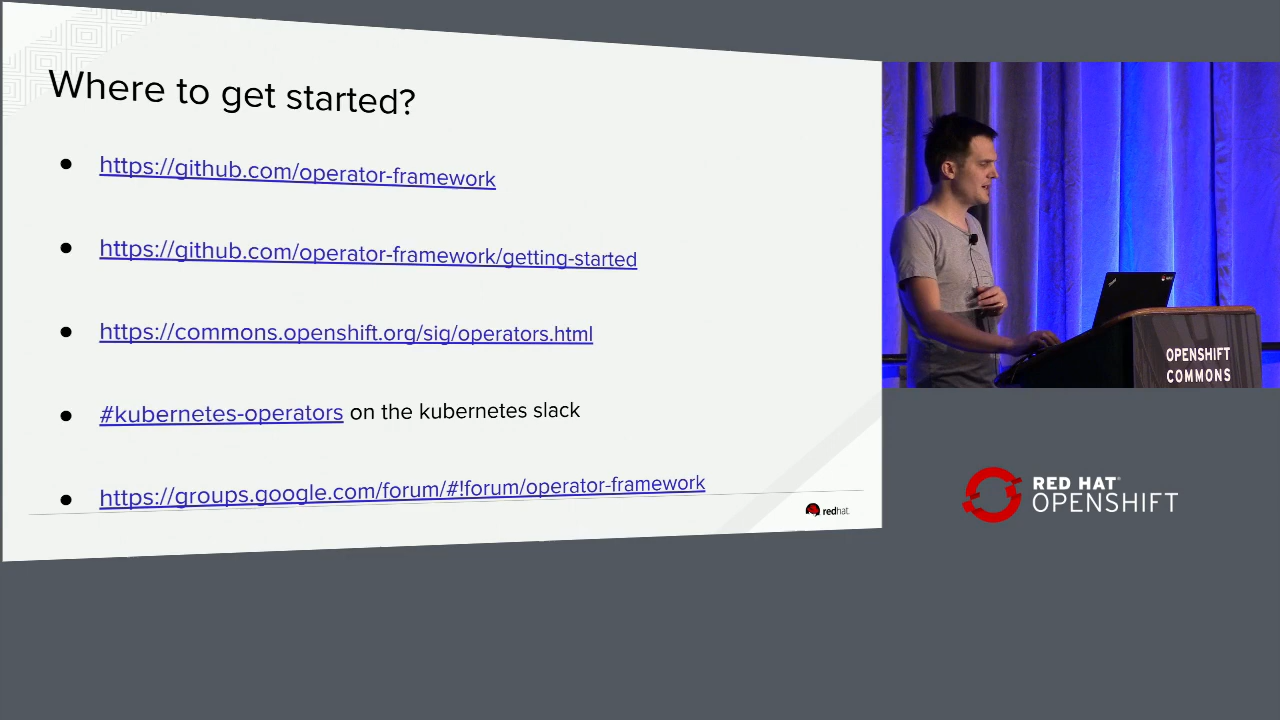 Where to get started?
https://github.com/operator-framework
https://github.com/operator-framework/getting-started
https://commons.openshift.org/sig/operators.html
#kubernetes-operators on the kubernetes slack
https://groups.google.com/forum/#!forum/operator-framework
redhat.
OPENSHIFT
COMMONS
RED HAT®
OPENSHIFT